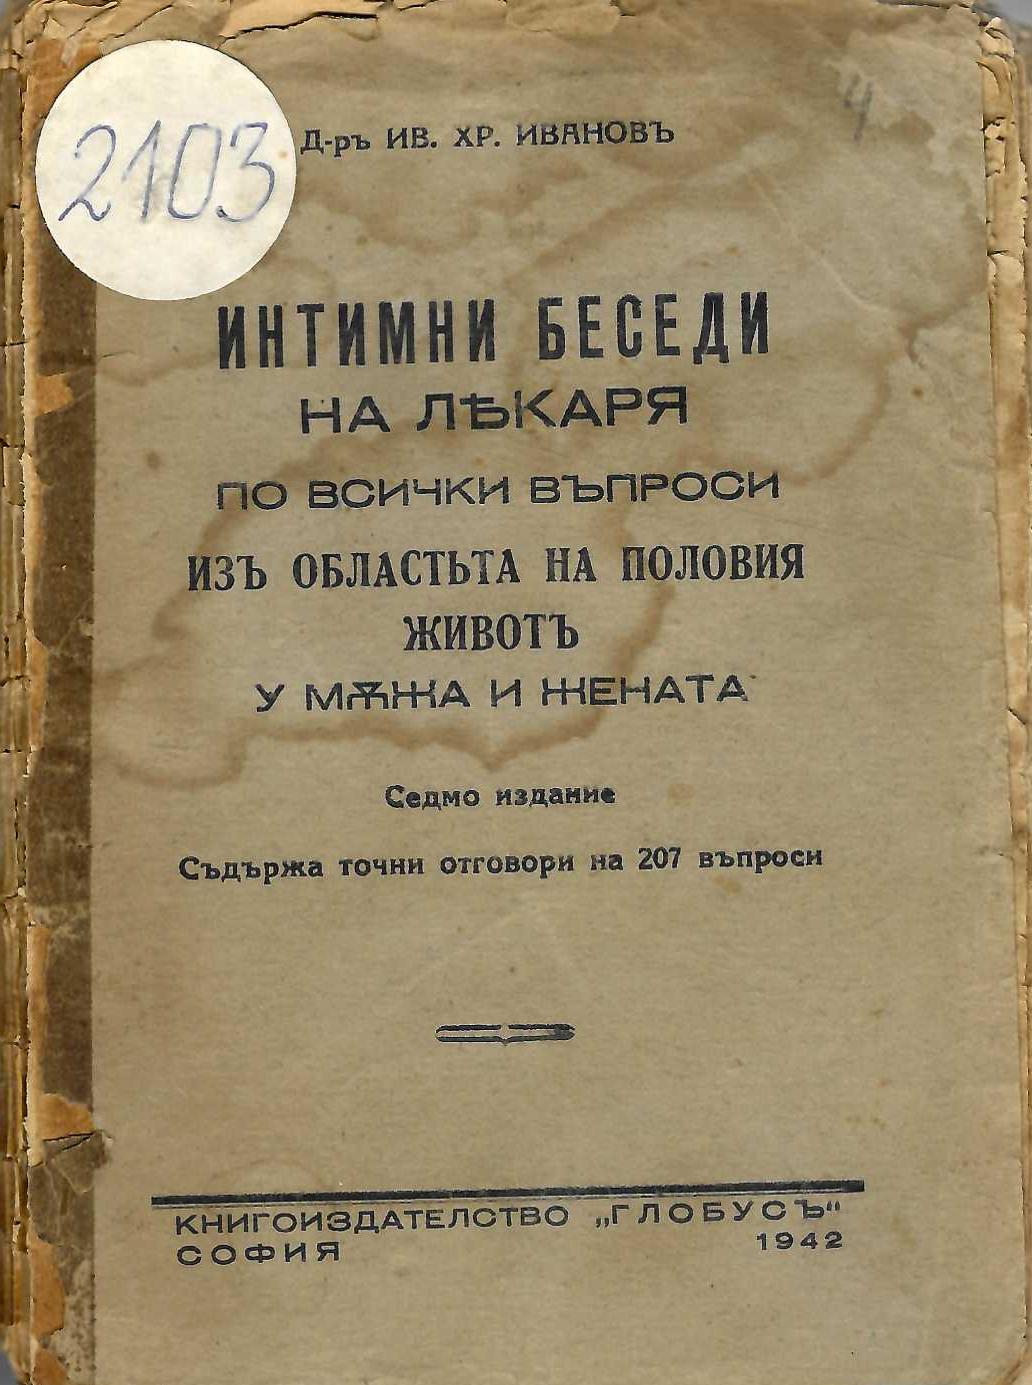 2103
4
Д-ръ ИВ. ХР. ИВАНОВЪ
ИНТИМНИ БЕСЕДИ
НА ЛѢКАРЯ
ПО ВСИЧКИ ВЪПРОСИ
ИЗЪ ОБЛАСТЬТА НА ПОЛОВИЯ
ЖИВОТЪ
У МѪЖА И ЖЕНАТА
Седмо издание
Съдържа точни отговори на 207 въпроси
КНИГОИЗДАТЕЛСТВО „ГЛОБУСЪ“
СОФИЯ 1942